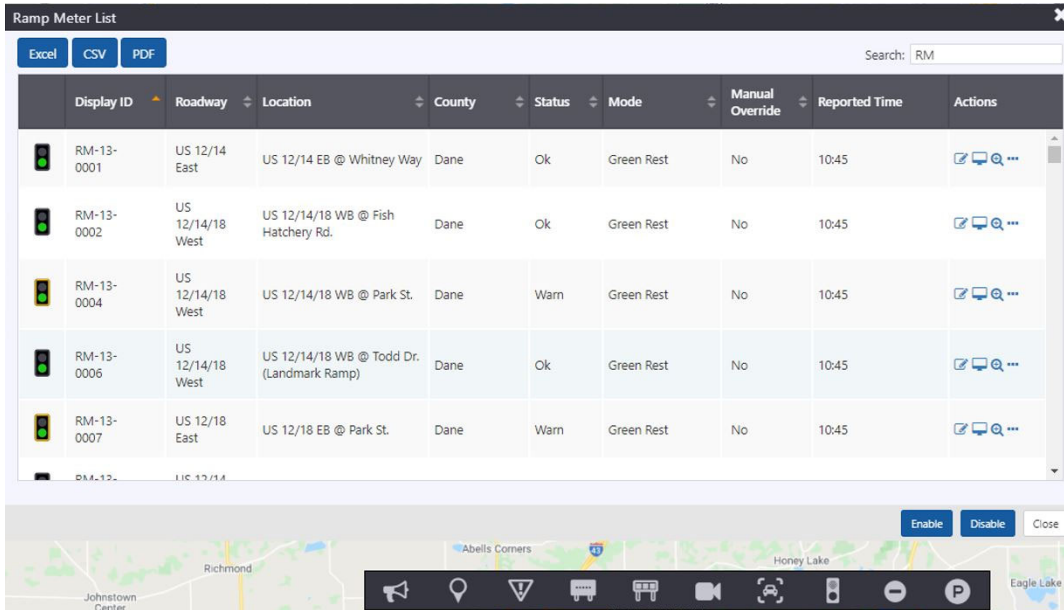 Ramp Meter List
Excel CSV PDF Search: RM
Display ID Roadway Location County Status Mode Manual Override Reported Time Actions
RM-13-0001 US 12/14 East US 12/14 EB @ Whitney Way Dane Ok Green Rest No 10:45
RM-13-0002 US 12/14/18 West US 12/14/18 WB @ Fish Hatchery Rd. Dane Ok Green Rest No 10:45
RM-13-0004 US 12/14/18 West US 12/14/18 WB @ Park St. Dane Warn Green Rest No 10:45
RM-13-0006 US 12/14/18 West US 12/14/18 WB @ Todd Dr. (Landmark Ramp) Dane Ok Green Rest No 10:45
RM-13-0007 US 12/18 East US 12/18 EB @ Park St. Dane Warn Green Rest No 10:45
US 12/14
Enable Disable Close
Abells Corners 43
Honey Lake
Richmond
Eagle Lake
Johnstown Center
P